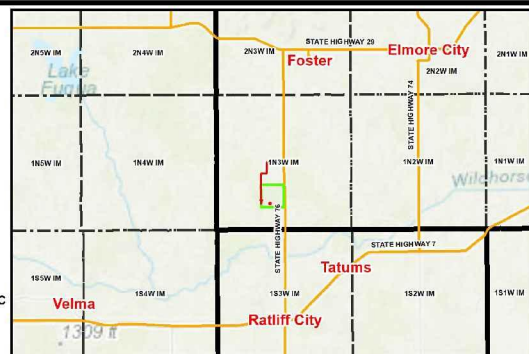 STATE HIGHWAY 29
Elmore City
2N5W IM
2N4W IM
2N3W IM
Foster
2N2W IM
2N1W IM
Lake
Fuqua
STATE HIGHWAY 74
1N5W IM
1N4W IM
1N3W IM
1N2W IM
1N1W IM
Wildhorse
STATE HIGHWAY 76
STATE HIGHWAY 7
Tatums
1S5W IM
1S4W IM
1S3W IM
1S2W IM
1S1W IM
C
Velma
Ratliff City
1309 ft